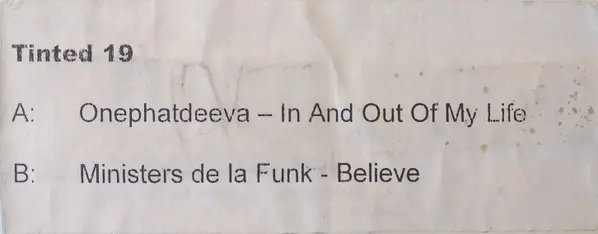 Tinted 19
A: Onephatdeeva – In And Out Of My Life
B: Ministers de la Funk - Believe